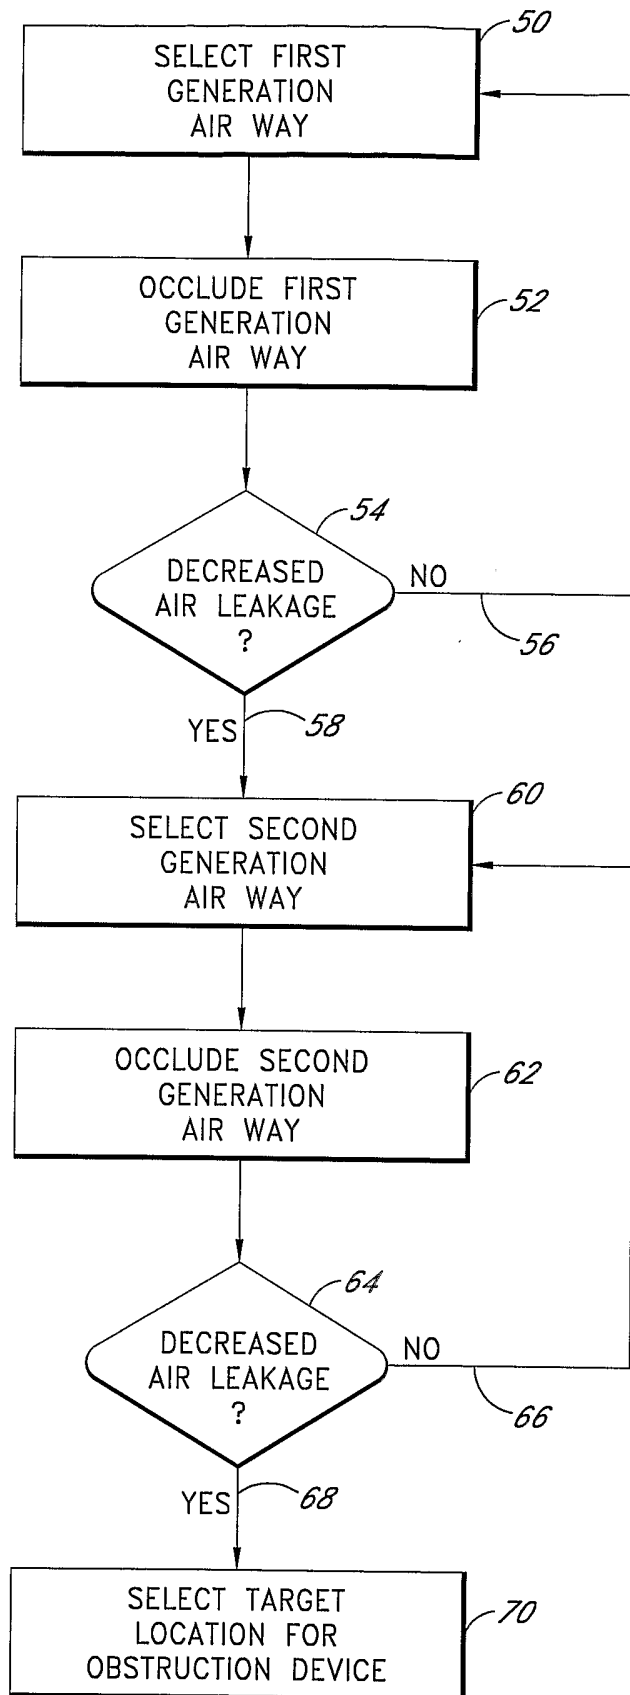 50
SELECT FIRST
GENERATION
AIR WAY
OCCLUDE FIRST
GENERATION
AIR WAY
52
54
DECREASED
AIR LEAKAGE
?
NO
56
YES
58
60
SELECT SECOND
GENERATION
AIR WAY
OCCLUDE SECOND
GENERATION
AIR WAY
62
64
DECREASED
AIR LEAKAGE
?
NO
66
YES
68
SELECT TARGET
LOCATION FOR
OBSTRUCTION DEVICE
70